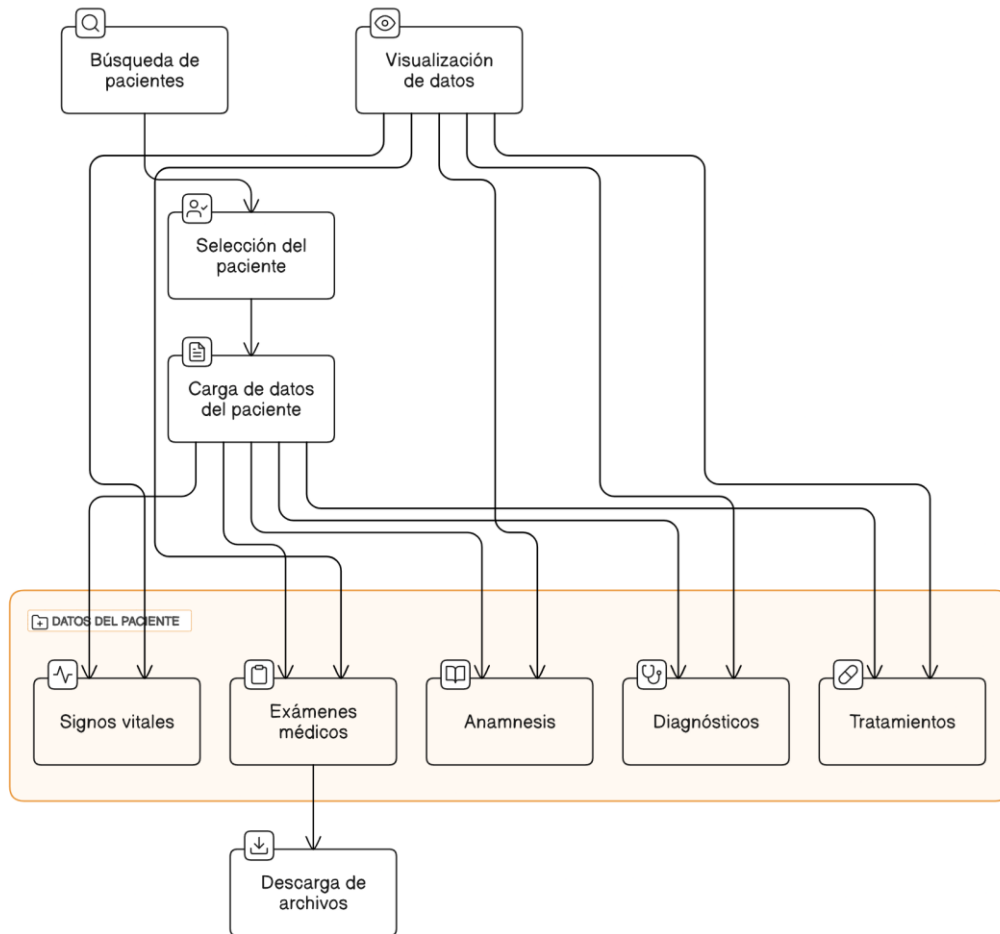 Búsqueda de
pacientes
Visualización
de datos
Selección del
paciente
Carga de datos
del paciente
DATOS DEL PACIENTE
Signos vitales
Exámenes
médicos
Anamnesis
Diagnósticos
Tratamientos
Descarga de
archivos